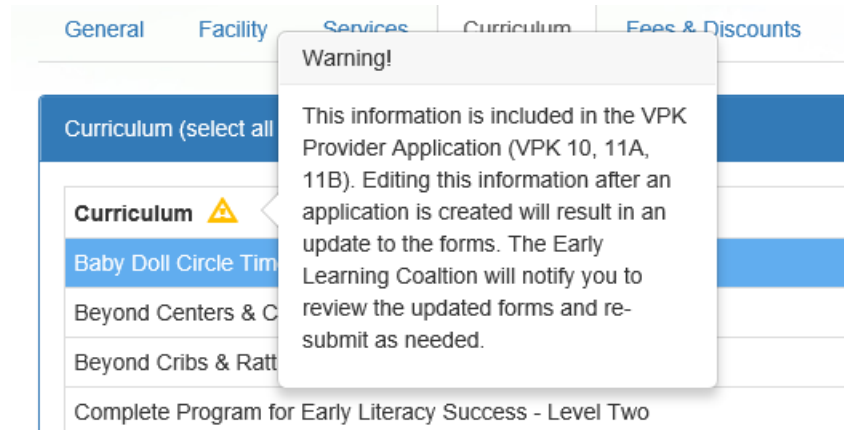 General Facility Services Curriculum Fees & Discounts
Warning!
This information is included in the VPK
Provider Application (VPK 10, 11A,
11B). Editing this information after an
application is created will result in an
update to the forms. The Early
Learning Coaltion will notify you to
review the updated forms and re-
submit as needed.
Curriculum (select all
Curriculum
Baby Doll Circle Tim
Beyond Centers & C
Beyond Cribs & Ratt
Complete Program for Early Literacy Success - Level Two